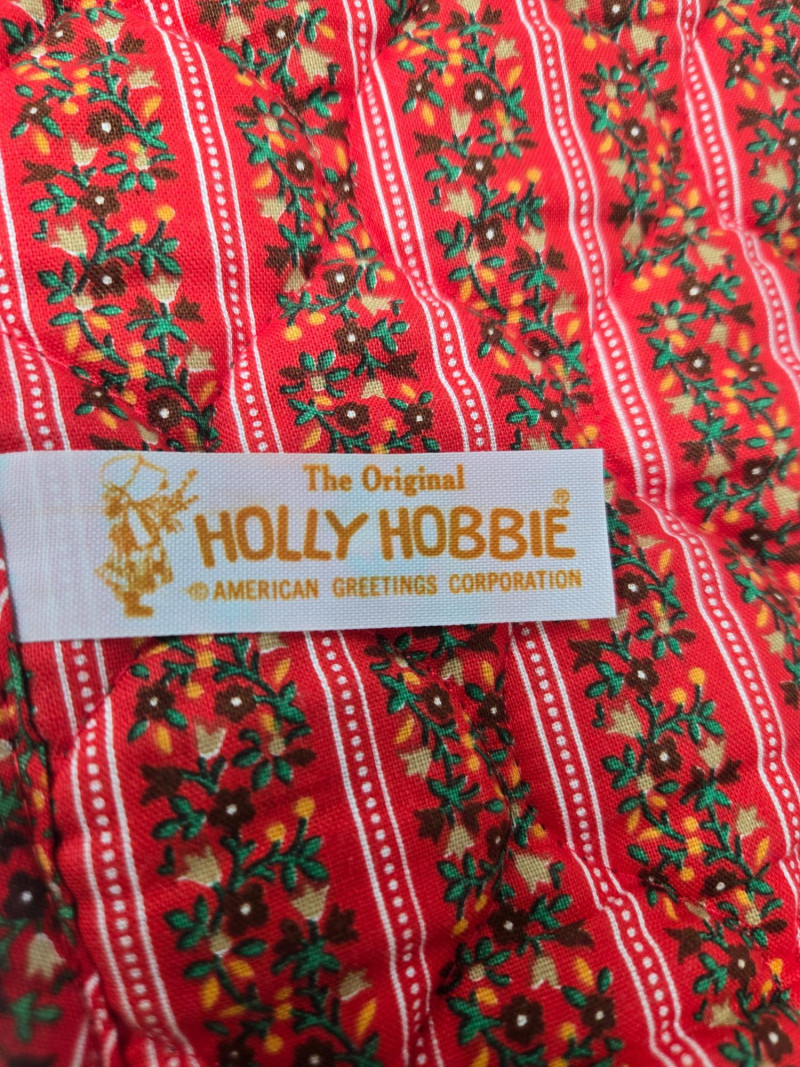 The Original
HOLLY HOBBIE®
© AMERICAN GREETINGS CORPORATION